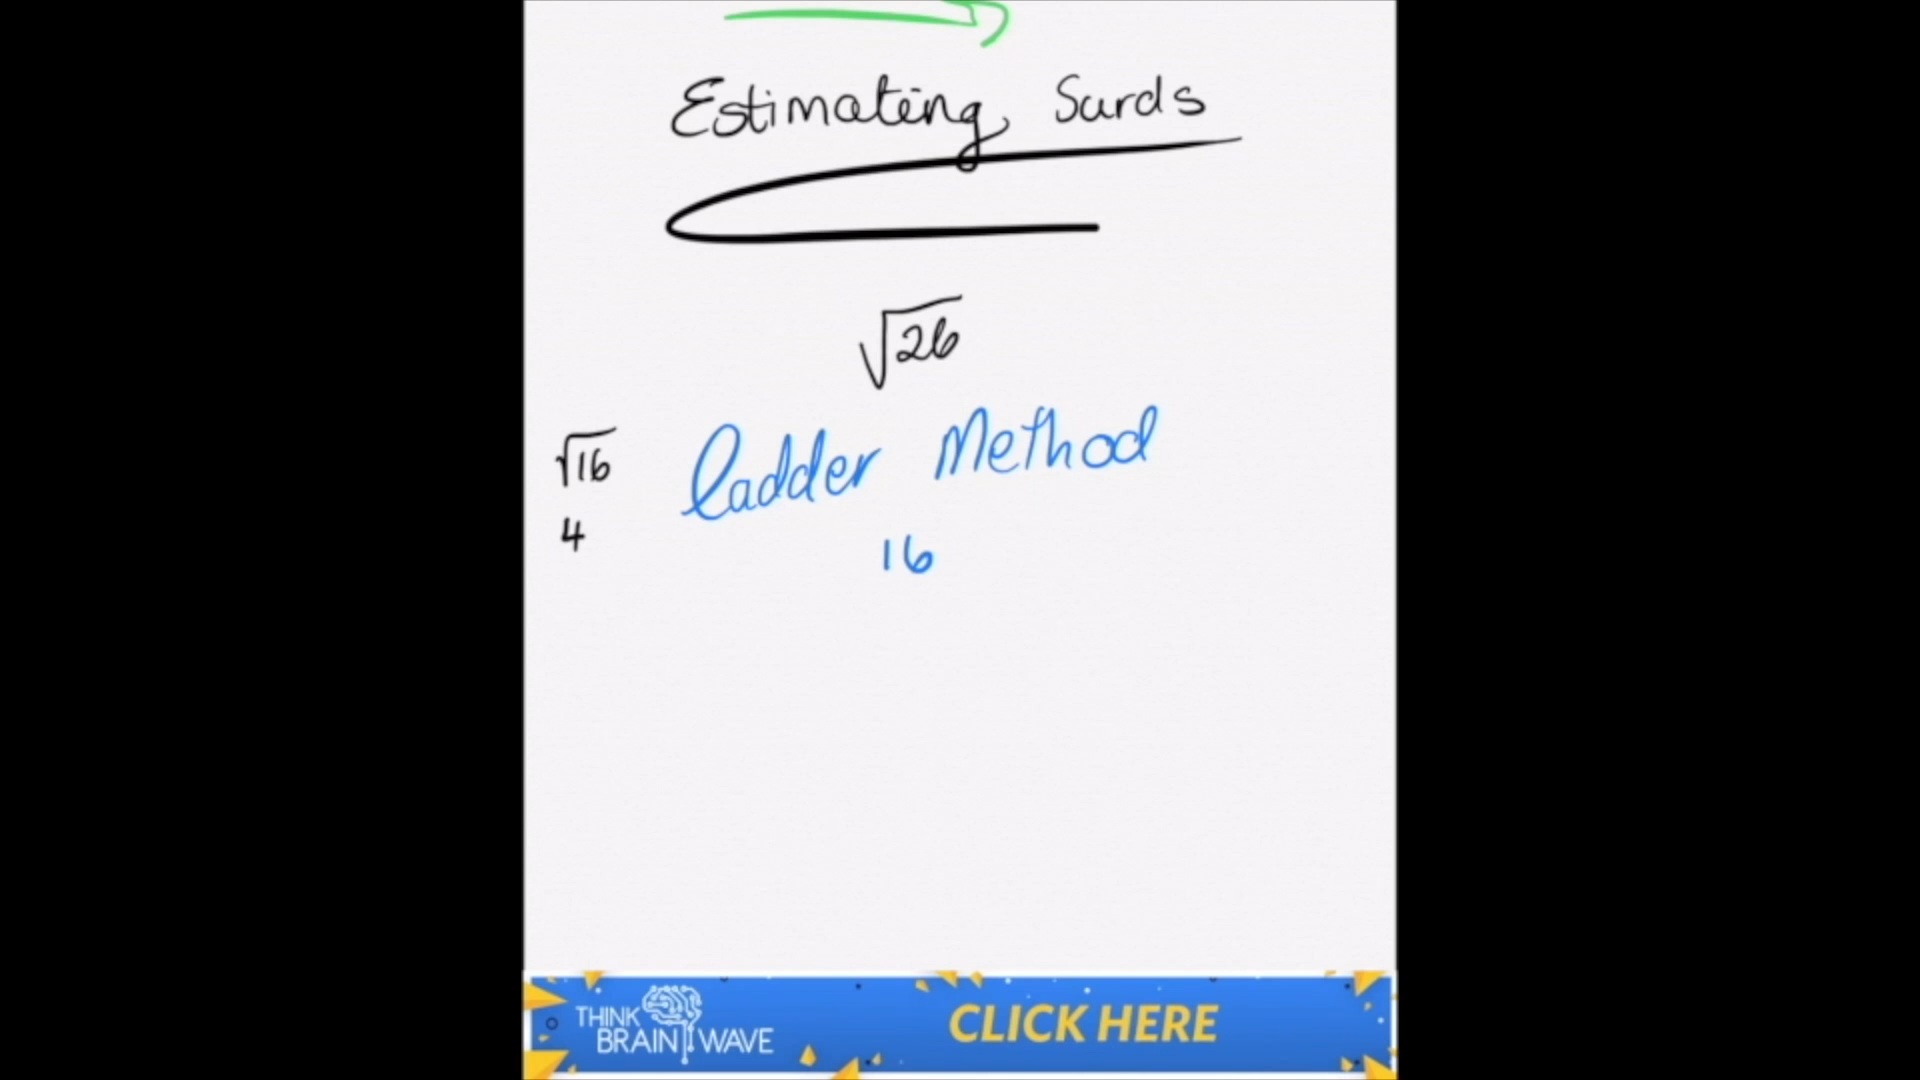 Estimating Surds
√26
Ladder Method
√16
4
16
THINK
BRAIN WAVE
CLICK HERE